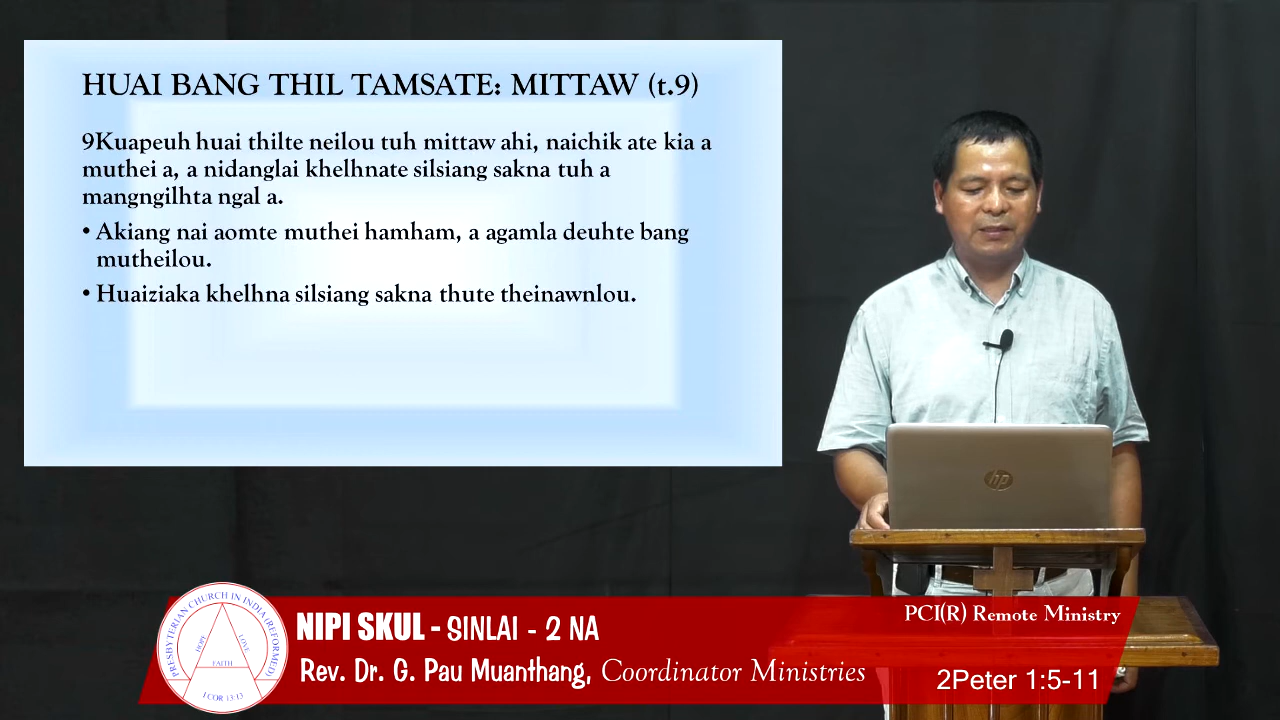 HUAI BANG THIL TAMSATE: MITTAW (t.9)
9Kuapeuh huai thilte neilou tuh mittaw ahi, naichik ate kia a
muthei a, a nidanglai khelhnate silsiang sakna tuh a
mangngilhta ngal a.
• Akiang nai aomte muthei hamham, a agamla deuhte bang
mutheilou.
• Huaiziaka khelhna silsiang sakna thute theinawnlou.
hp
PRESBYTERIAN CHURCH IN INDIA (REFORMED)
HOPE
LOVE
FAITH
I COR 13:13
NIPI SKUL - SINLAI - 2 NA
Rev. Dr. G. Pau Muanthang, Coordinator Ministries
PCI(R) Remote Ministry
2Peter 1:5-11